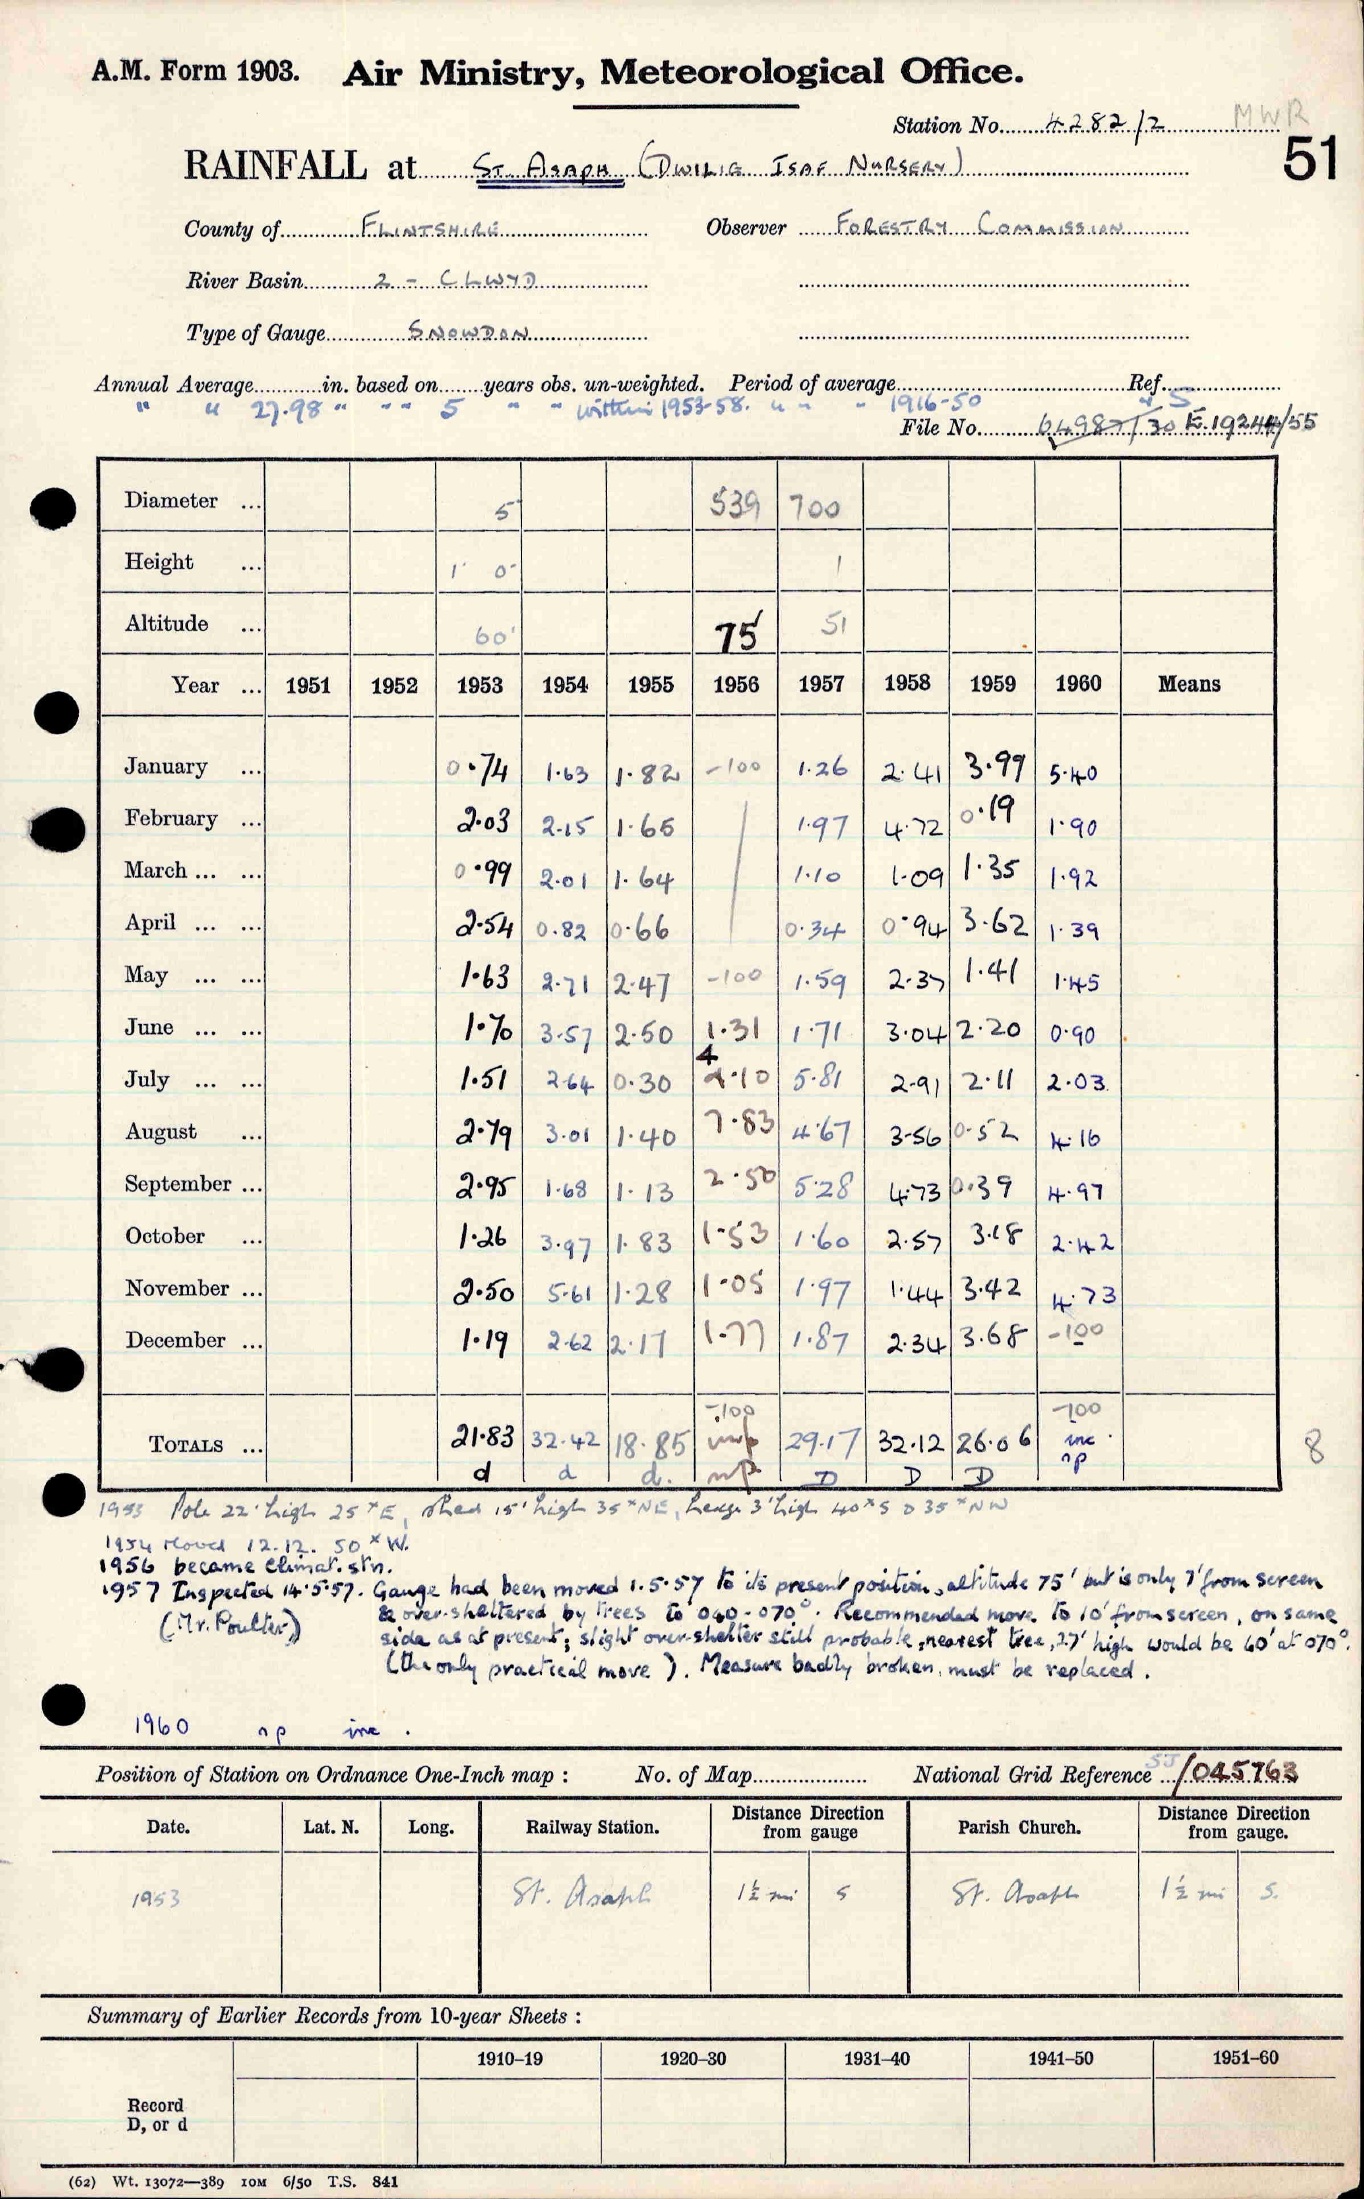 A.M. Form 1903. Air Ministry, Meteorological Office.
Station No. 4282/2 MWR
51
RAINFALL at St. Asaph (Dwilig Isaf Nursery)
County of Flintshire Observer Forestry Commission
River Basin 2 - Clwyd
Type of Gauge Snowdon
Annual Average in. based on years obs. un-weighted. Period of average Ref.
" " 27.98 " " " 5 " " within 1953-58. " " " 1916-50 " 5
File No. 64987/30 E.19244/55
Diameter ... 5 539 700
Height ... 1' 0" 1
Altitude ... 60' 75' 51
Year ... 1951 1952 1953 1954 1955 1956 1957 1958 1959 1960 Means
January ... 0.74 1.63 1.82 -100 1.26 2.41 3.99 5.40
February ... 2.03 2.15 1.65 1.97 4.72 0.19 1.90
March ... ... 0.99 2.01 1.64 1.10 1.09 1.35 1.92
April ... ... 2.54 0.82 0.66 0.34 0.94 3.62 1.39
May ... ... 1.63 2.71 2.47 -100 1.59 2.37 1.41 1.45
June ... ... 1.70 3.57 2.50 1.31 1.71 3.04 2.20 0.90
July ... ... 1.51 2.64 0.30 4.10 5.81 2.91 2.11 2.03
August ... 2.79 3.01 1.40 7.83 4.67 3.56 0.52 4.16
September ... 2.95 1.68 1.13 2.50 5.28 4.73 0.39 4.97
October ... 1.26 3.97 1.83 1.53 1.60 2.57 3.18 2.42
November ... 2.50 5.61 1.28 1.05 1.97 1.44 3.42 4.73
December ... 1.19 2.62 2.17 1.77 1.87 2.34 3.68 -100
-100 -100
Totals ... 21.83 32.42 18.85 29.17 32.12 26.06 inc. 8
d d d. np D D D np
1953 Pole 22' high 25ˣE, shed 15' high 35ˣNE, hedge 3' high 40ˣS D 35ˣNW
1954 Moved 12.12. 50ˣW.
1956 became climat. stn.
1957 Inspected 14.5.57. Gauge had been moved 1.5.57 to its present position, altitude 75' but is only 7' from screen
(Mr. Poulter) & over-sheltered by trees to 040-070°. Recommended move to 10' from screen, on same
side as at present; slight over-shelter still probable, nearest tree, 27' high would be 60' at 070°.
(the only practical move). Measure badly broken, must be replaced.
1960 np inc.
Position of Station on Ordnance One-Inch map : No. of Map National Grid Reference SJ/045763
Date. Lat. N. Long. Railway Station. Distance Direction from gauge Parish Church. Distance Direction from gauge.
1953 St. Asaph 1½ mi S St. Asaph 1½ mi S.
Summary of Earlier Records from 10-year Sheets :
1910–19 1920–30 1931–40 1941–50 1951–60
Record
D, or d
(62) Wt. 13072—389 10M 6/50 T.S. 841